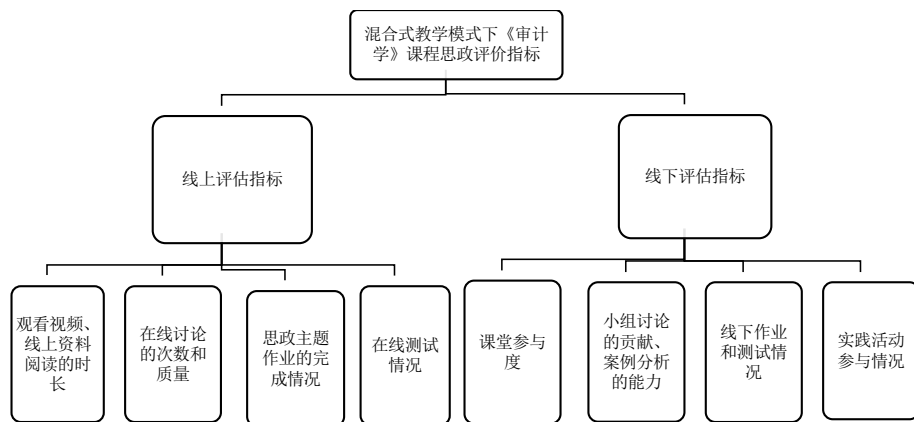 混合式教学模式下《审计
学》课程思政评价指标
线上评估指标
线下评估指标
观看视频、
线上资料
阅读的时
长
在线讨论
的次数和
质量
思政主题
作业的完
成情况
在线测试
情况
课堂参与
度
小组讨论
的贡献、
案例分析
的能力
线下作业
和测试情
况
实践活动
参与情况